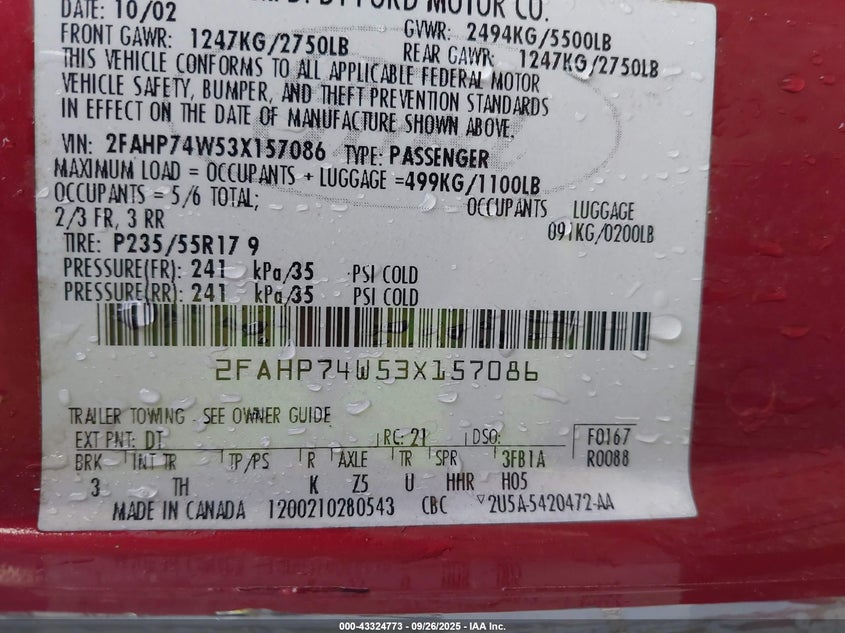 BY FORD MOTOR CO.
DATE: 10/02 GVWR: 2494KG/5500LB
FRONT GAWR: 1247KG/2750LB REAR GAWR: 1247KG/2750LB
THIS VEHICLE CONFORMS TO ALL APPLICABLE FEDERAL MOTOR
VEHICLE SAFETY, BUMPER, AND THEFT PREVENTION STANDARDS
IN EFFECT ON THE DATE OF MANUFACTURE SHOWN ABOVE.
VIN: 2FAHP74W53X157086 TYPE: PASSENGER
MAXIMUM LOAD = OCCUPANTS + LUGGAGE =499KG/1100LB
OCCUPANTS = 5/6 TOTAL; OCCUPANTS LUGGAGE
2/3 FR, 3 RR 091KG/0200LB
TIRE: P235/55R17 9
PRESSURE(FR): 241 kPa/35 PSI COLD
PRESSURE(RR): 241 kPa/35 PSI COLD
2FAHP74W53X157086
TRAILER TOWING - SEE OWNER GUIDE
EXT PNT: DT RC: 21 DSO: F0167
BRK INT TR TP/PS R AXLE TR SPR 3FB1A R0088
3 TH K Z5 U HHR H05
MADE IN CANADA 1200210280543 CBC 2U5A-5420472-AA
000-43324773 - 09/26/2025 - IAA Inc.